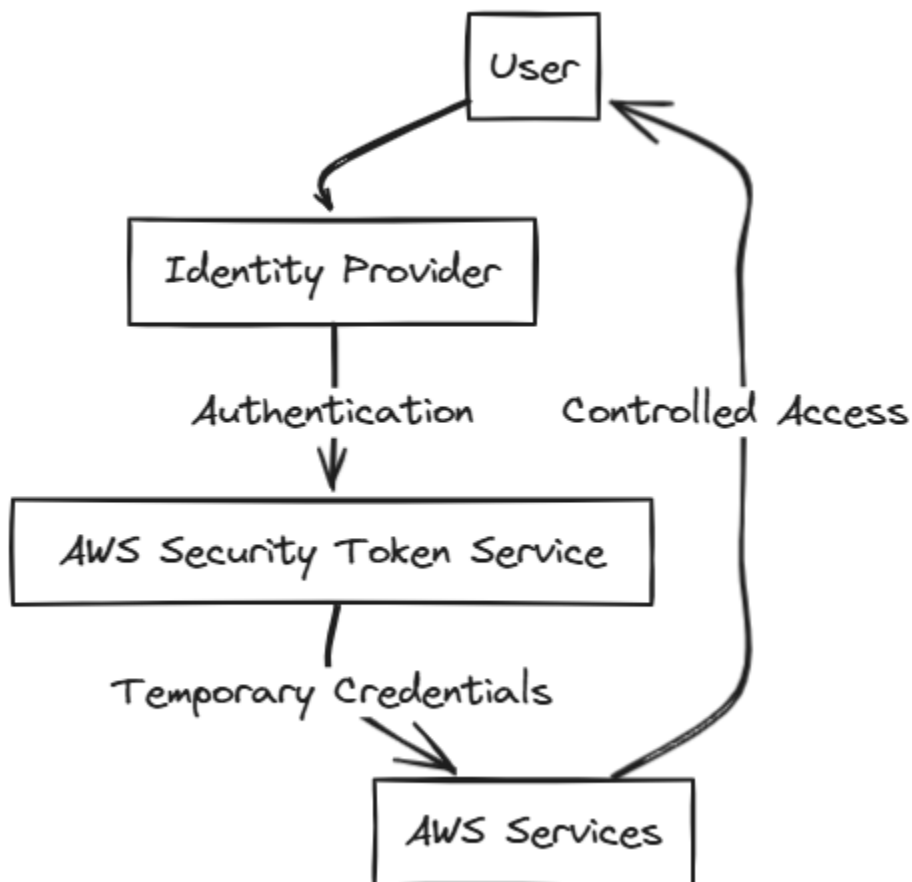 User
Identity Provider
Authentication
Controlled Access
AWS Security Token Service
Temporary Credentials
AWS Services